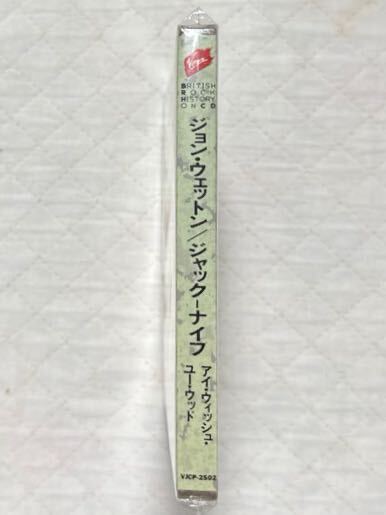 Virgin
BRITISH
ROCK
HISTORY
ON CD
ジョン・ウェットン／ジャック-ナイフ
アイ・ウィッシュ・
ユー・ウッド
VJCP-2502